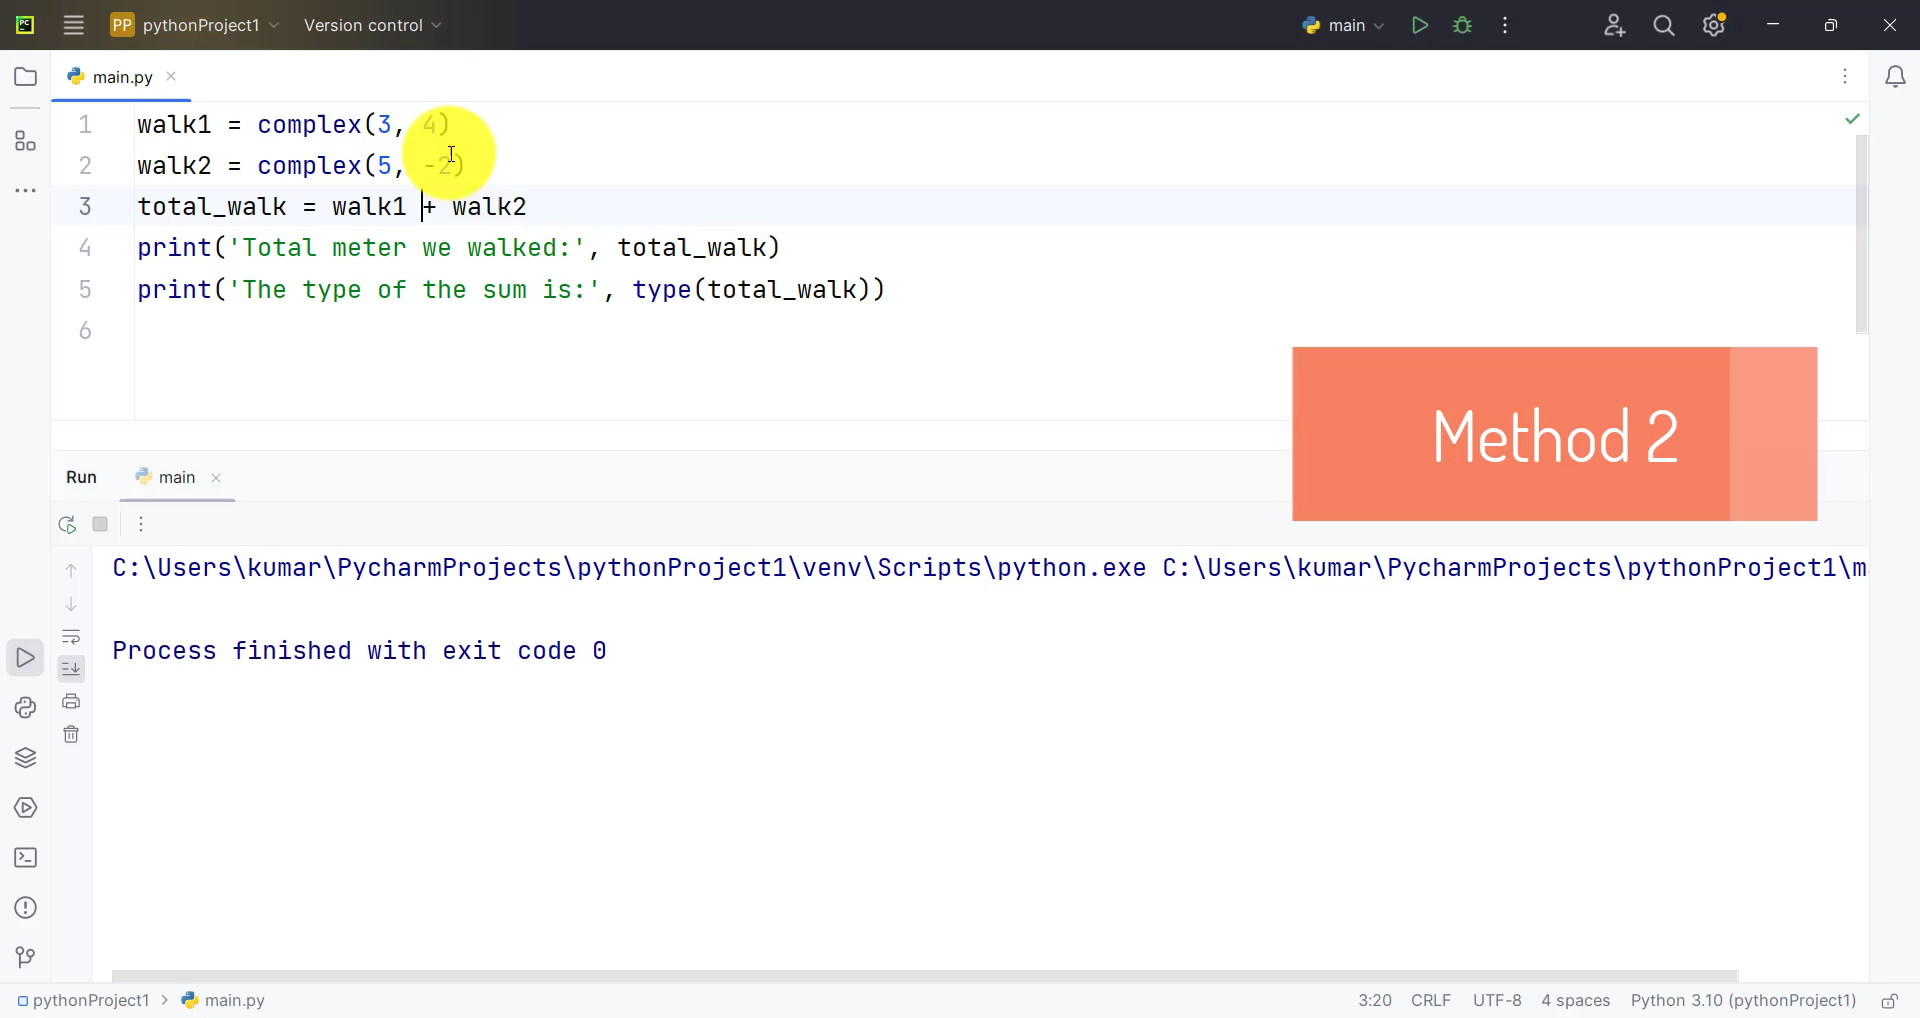 PC
PP pythonProject1
Version control
main
main.py
1 walk1 = complex(3, 4)
2 walk2 = complex(5, -2)
3 total_walk = walk1 + walk2
4 print('Total meter we walked:', total_walk)
5 print('The type of the sum is:', type(total_walk))
6
Method 2
Run main
C:\Users\kumar\PycharmProjects\pythonProject1\venv\Scripts\python.exe C:\Users\kumar\PycharmProjects\pythonProject1\m
Process finished with exit code 0
pythonProject1 > main.py
3:20 CRLF UTF-8 4 spaces Python 3.10 (pythonProject1)